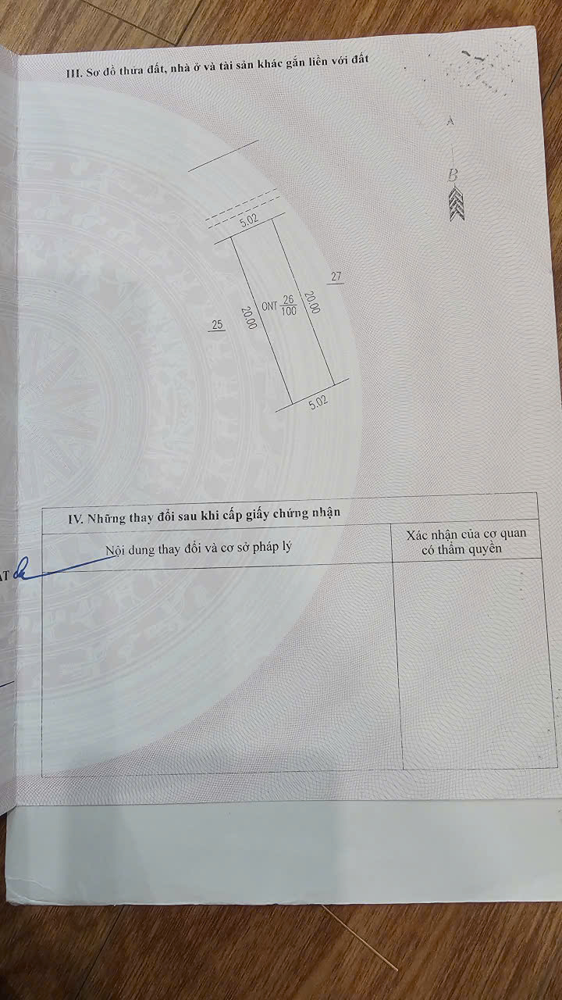 III. Sơ đồ thửa đất, nhà ở và tài sản khác gắn liền với đất
A
B
5.02
27
ONT 26
100
20.00
20.00
25
5.02
IV. Những thay đổi sau khi cấp giấy chứng nhận
Nội dung thay đổi và cơ sở pháp lý
Xác nhận của cơ quan
có thẩm quyền